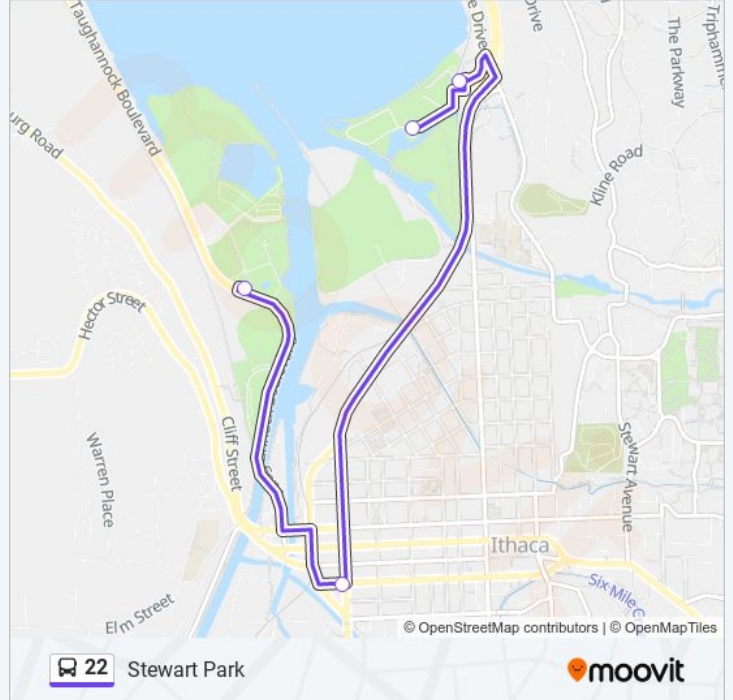 Taughannock Boulevard
e Drive
Drive
The Parkway
Triphamme
urg Road
Kline Road
Hector Street
Cliff Street
Warren Place
Stewart Avenue
Ithaca
Six Mile C
Elm Street
© OpenStreetMap contributors | © OpenMapTiles
22 Stewart Park
moovit